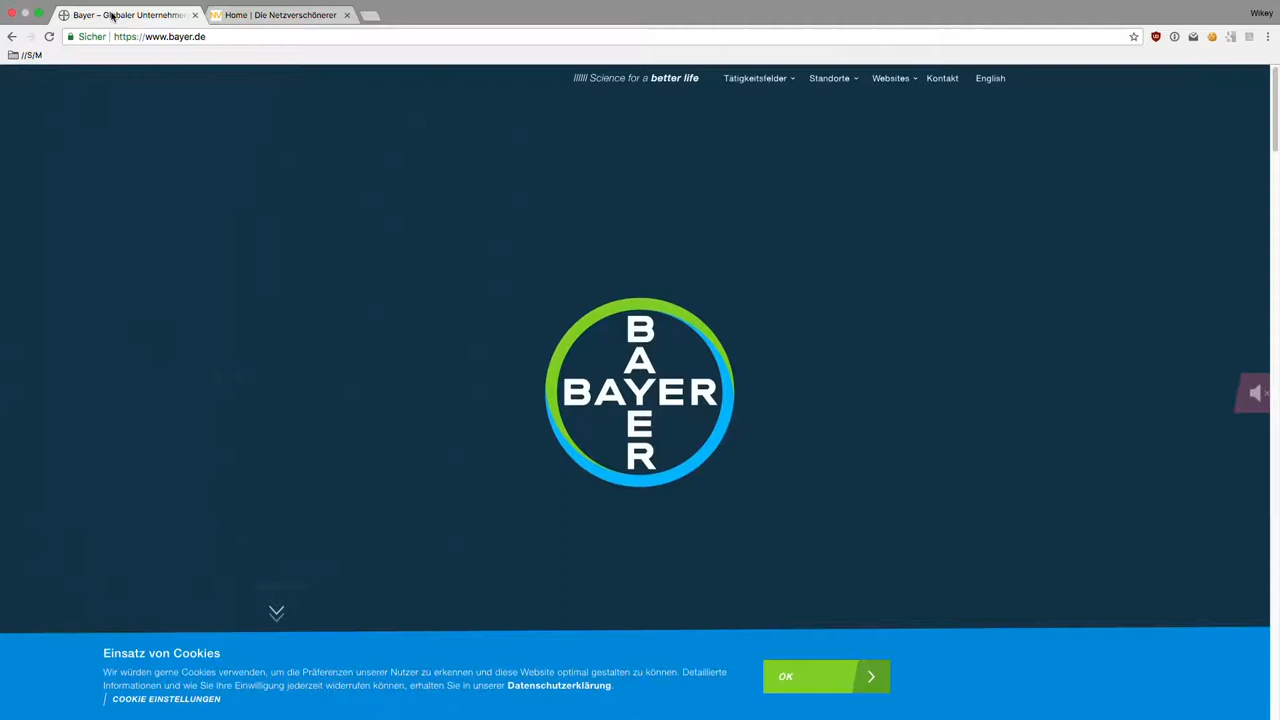 Bayer – Globaler Unternehmen
Home | Die Netzverschönerer
Wikey
Sicher | https://www.bayer.de
//S/M
////// Science for a better life
Tätigkeitsfelder
Standorte
Websites
Kontakt
English
BAYER
BAYER
Einsatz von Cookies
Wir würden gerne Cookies verwenden, um die Präferenzen unserer Nutzer zu erkennen und diese Website optimal gestalten zu können. Detaillierte
Informationen und wie Sie Ihre Einwilligung jederzeit widerrufen können, erhalten Sie in unserer Datenschutzerklärung.
COOKIE EINSTELLUNGEN
OK